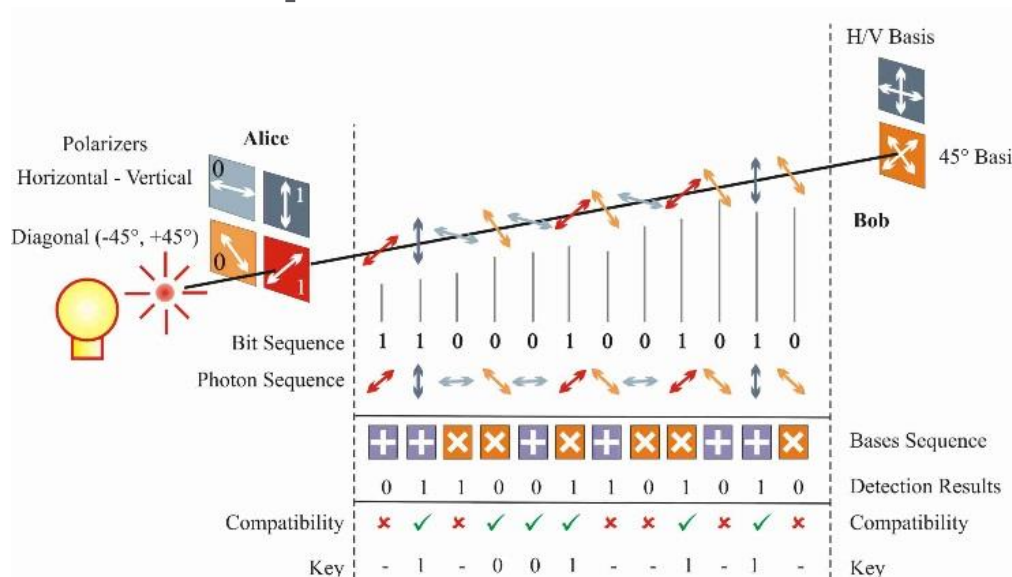 H/V Basis
Polarizers
Alice
Horizontal - Vertical
0
1
45° Basi
Diagonal (-45°, +45°)
0
1
Bob
Bit Sequence 1 1 0 0 0 1 0 0 1 0 1 0
Photon Sequence
Bases Sequence
0 1 1 0 0 1 1 0 1 0 1 0 Detection Results
Compatibility ✗ ✓ ✗ ✓ ✓ ✓ ✗ ✗ ✓ ✗ ✓ ✗ Compatibility
Key - 1 - 0 0 1 - - 1 - 1 - Key